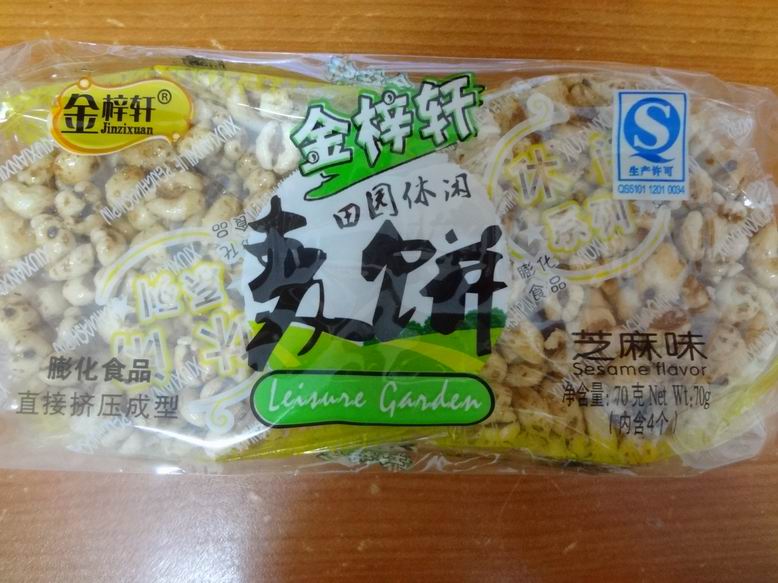 金梓轩®
Jinzixuan
金梓轩
田园休闲
麦饼
Leisure Garden
生产许可
QS5101 1201 0034
休闲
系列
膨化
食品
膨化食品
直接挤压成型
芝麻味
Sesame flavor
净含量:70克 Net Wt:70g
(内含4个)